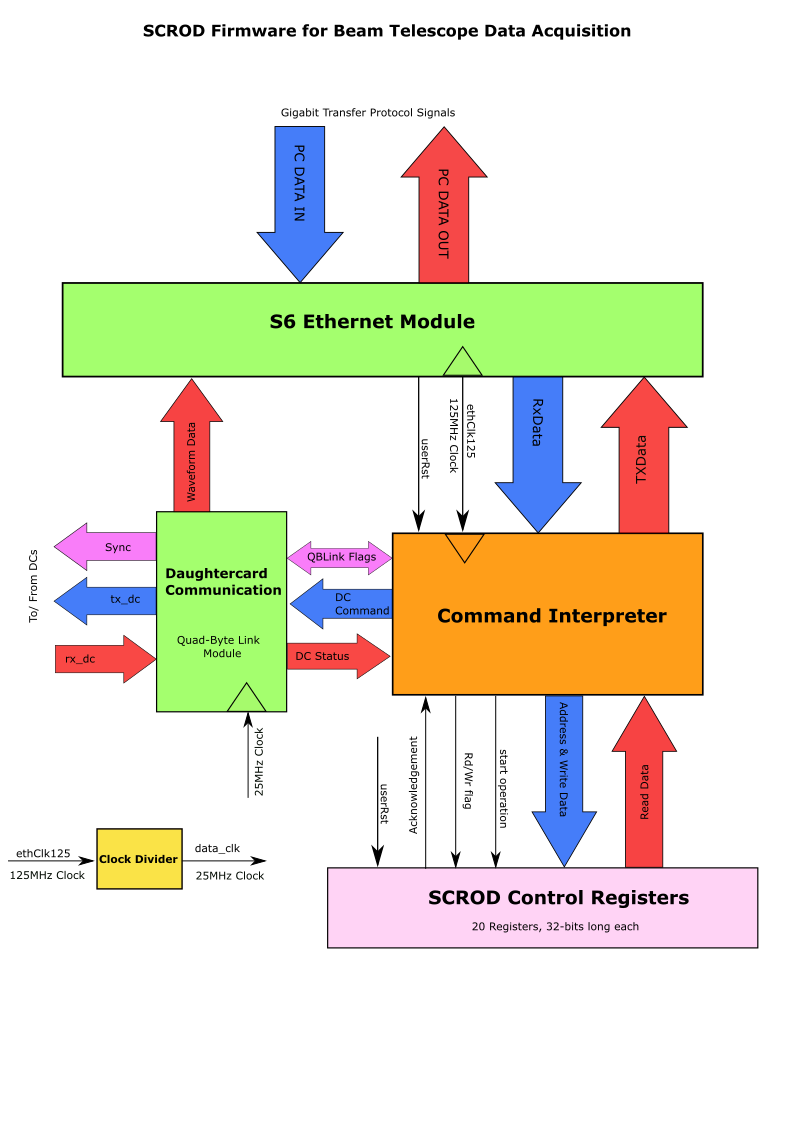 SCROD Firmware for Beam Telescope Data Acquisition
Gigabit Transfer Protocol Signals
PC DATA IN
PC DATA OUT
S6 Ethernet Module
Waveform Data
userRst
ethClk125
125MHz Clock
RxData
TXData
To/ From DCs
Sync
tx_dc
rx_dc
Daughtercard
Communication
Quad-Byte Link
Module
25MHz Clock
QBLink Flags
DC
Command
DC Status
Command Interpreter
userRst
Acknowledgement
Rd/Wr flag
start operation
Address & Write Data
Read Data
ethClk125
125MHz Clock
Clock Divider
data_clk
25MHz Clock
SCROD Control Registers
20 Registers, 32-bits long each